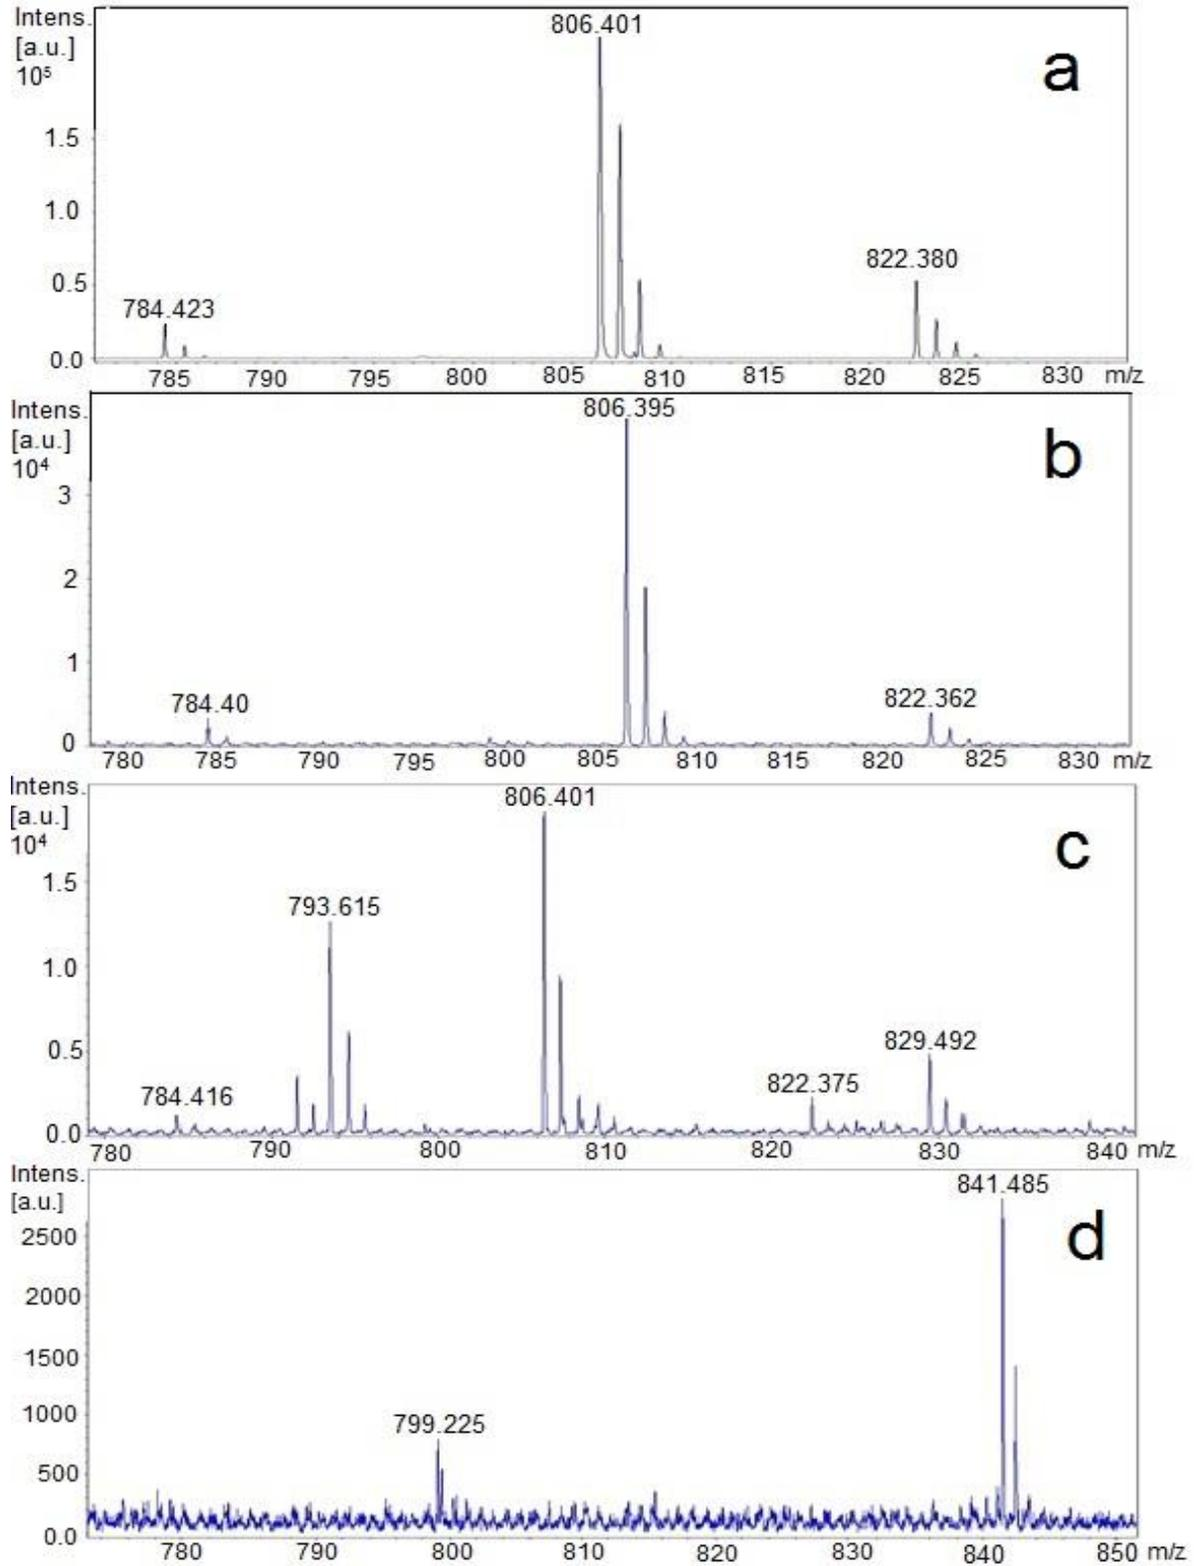 Intens.
[a.u.]
10⁵
806.401
a
1.5
1.0
822.380
0.5
784.423
0.0
785 790 795 800 805 810 815 820 825 830 m/z
Intens.
[a.u.]
10⁴
806.395
b
3
2
1
784.40
822.362
0
780 785 790 795 800 805 810 815 820 825 830 m/z
Intens.
[a.u.]
10⁴
806.401
c
1.5
793.615
1.0
829.492
0.5
822.375
784.416
0.0
780 790 800 810 820 830 840 m/z
Intens.
[a.u.]
841.485
d
2500
2000
1500
1000
799.225
500
0.0
780 790 800 810 820 830 840 850 m/z